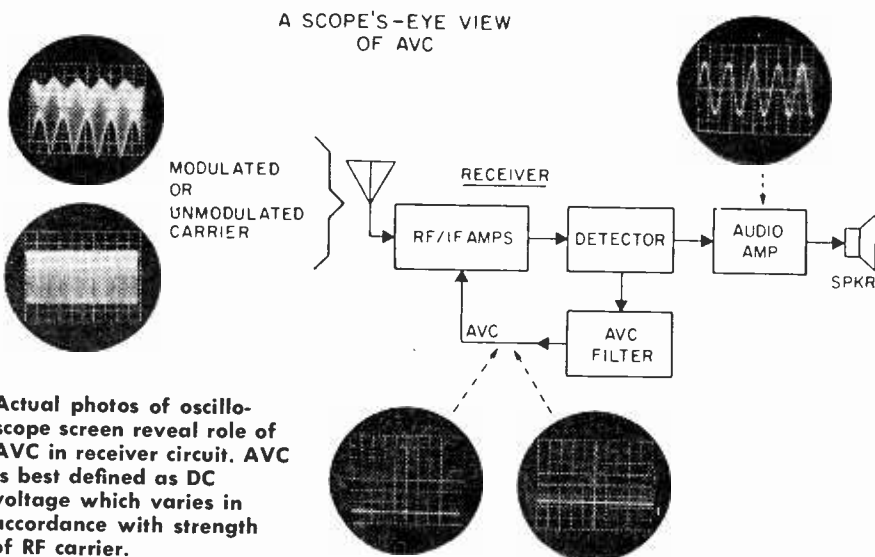 A SCOPE'S-EYE VIEW
OF AVC
MODULATED
OR
UNMODULATED
CARRIER
RECEIVER
RF/IF AMPS
DETECTOR
AUDIO
AMP
SPKR
AVC
AVC
FILTER
Actual photos of oscillo-
scope screen reveal role of
AVC in receiver circuit. AVC
is best defined as DC
voltage which varies in
accordance with strength
of RF carrier.